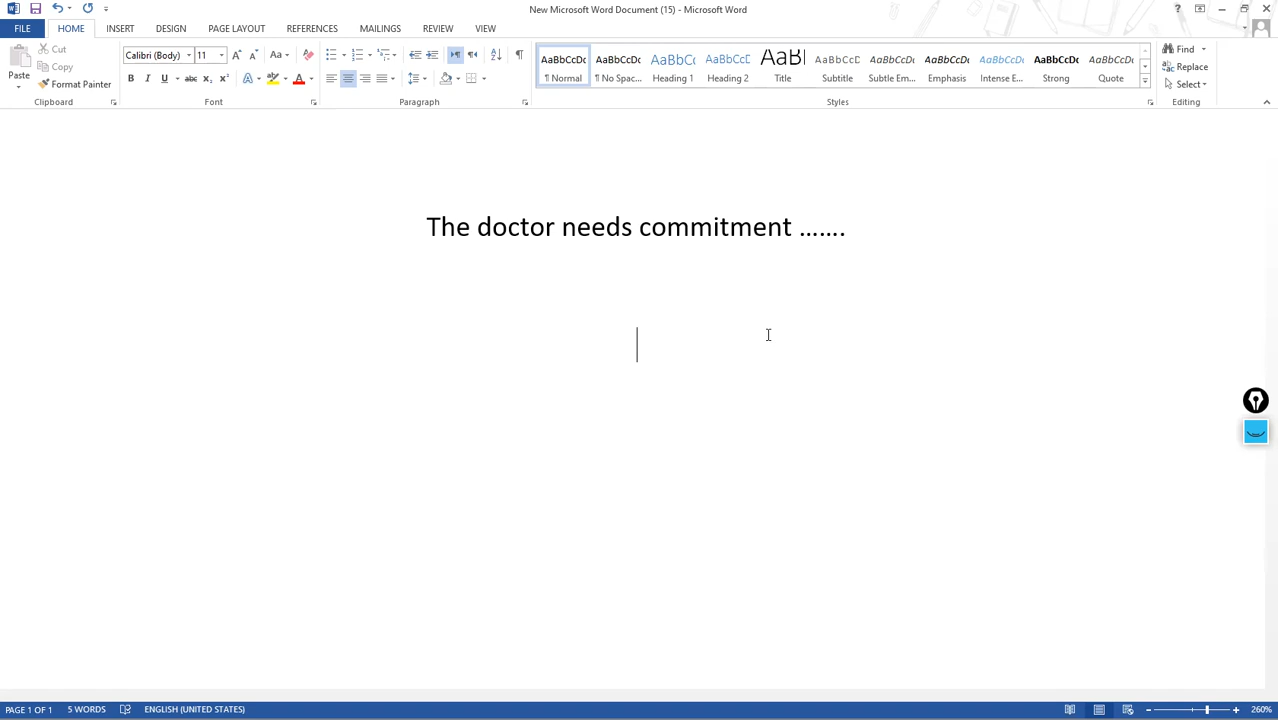 New Microsoft Word Document (15) - Microsoft Word
?
FILE HOME INSERT DESIGN PAGE LAYOUT REFERENCES MAILINGS REVIEW VIEW
Paste
Cut
Copy
Format Painter
Clipboard
Calibri (Body) 11
Font
Paragraph
AaBbCcDc AaBbCcDc AaBbCc AaBbCcD AaBl AaBbCcD AaBbCcDc AaBbCcDc AaBbCcDc AaBbCcDc AaBbCcDc
¶ Normal ¶ No Spac... Heading 1 Heading 2 Title Subtitle Subtle Em... Emphasis Intense E... Strong Quote
Styles
Find
Replace
Select
Editing
The doctor needs commitment …….
PAGE 1 OF 1 5 WORDS ENGLISH (UNITED STATES) 260%